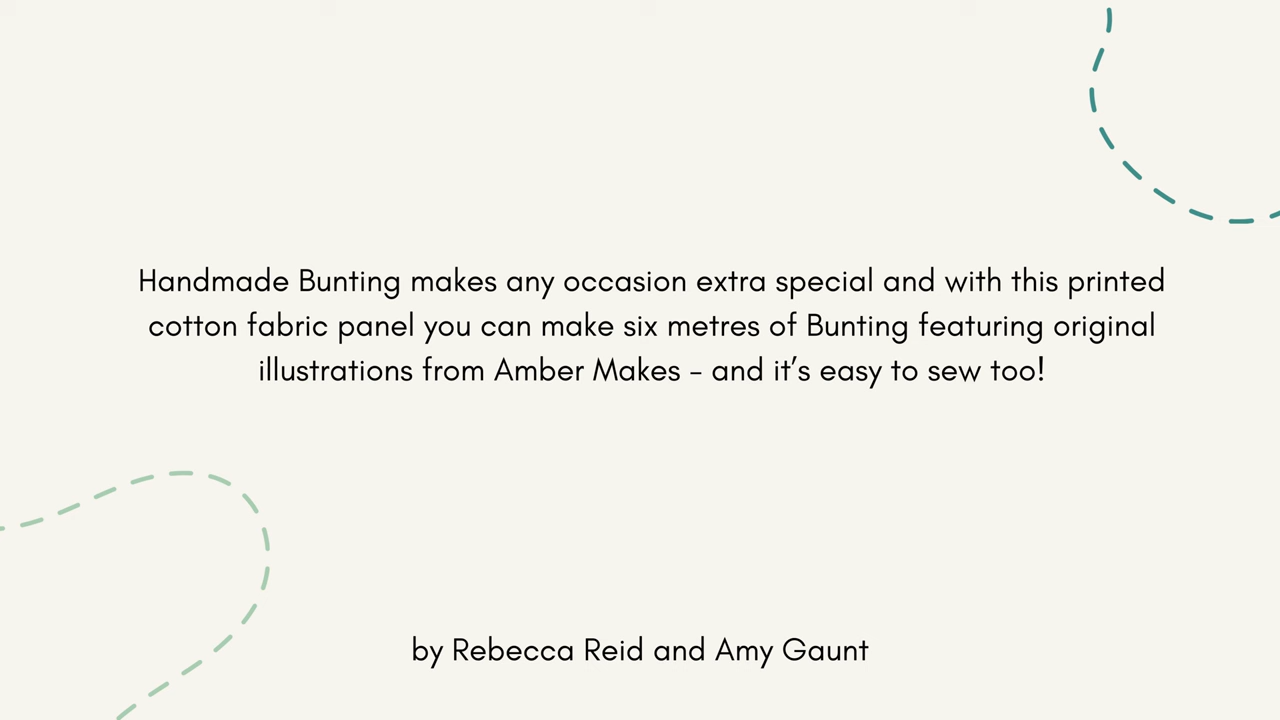 Handmade Bunting makes any occasion extra special and with this printed
cotton fabric panel you can make six metres of Bunting featuring original
illustrations from Amber Makes - and it's easy to sew too!
by Rebecca Reid and Amy Gaunt